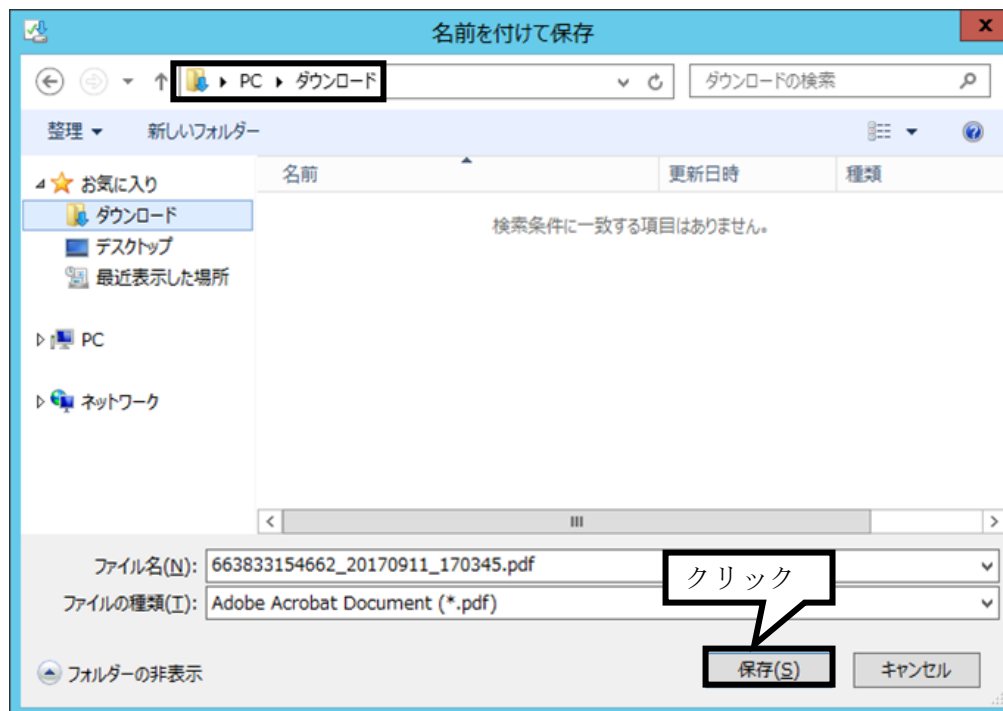 名前を付けて保存
PC ダウンロード
ダウンロードの検索
整理 新しいフォルダー
名前 更新日時 種類
お気に入り
ダウンロード
デスクトップ
最近表示した場所
PC
ネットワーク
検索条件に一致する項目はありません。
ファイル名(N): 663833154662_20170911_170345.pdf
ファイルの種類(T): Adobe Acrobat Document (*.pdf)
クリック
フォルダーの非表示
保存(S) キャンセル